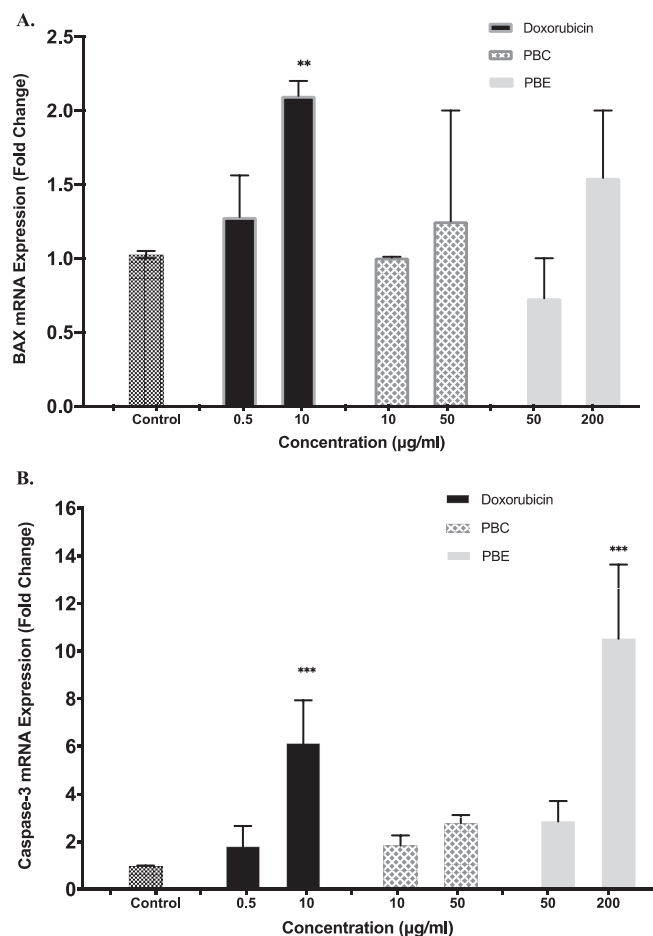 A.
BAX mRNA Expression (Fold Change)
2.5
2.0
1.5
1.0
0.5
0.0
Doxorubicin
PBC
PBE
**
Control 0.5 10 10 50 50 200
Concentration (μg/ml)
B.
Caspase-3 mRNA Expression (Fold Change)
16
14
12
10
8
6
4
2
0
Doxorubicin
PBC
PBE
***
***
Control 0.5 10 10 50 50 200
Concentration (μg/ml)